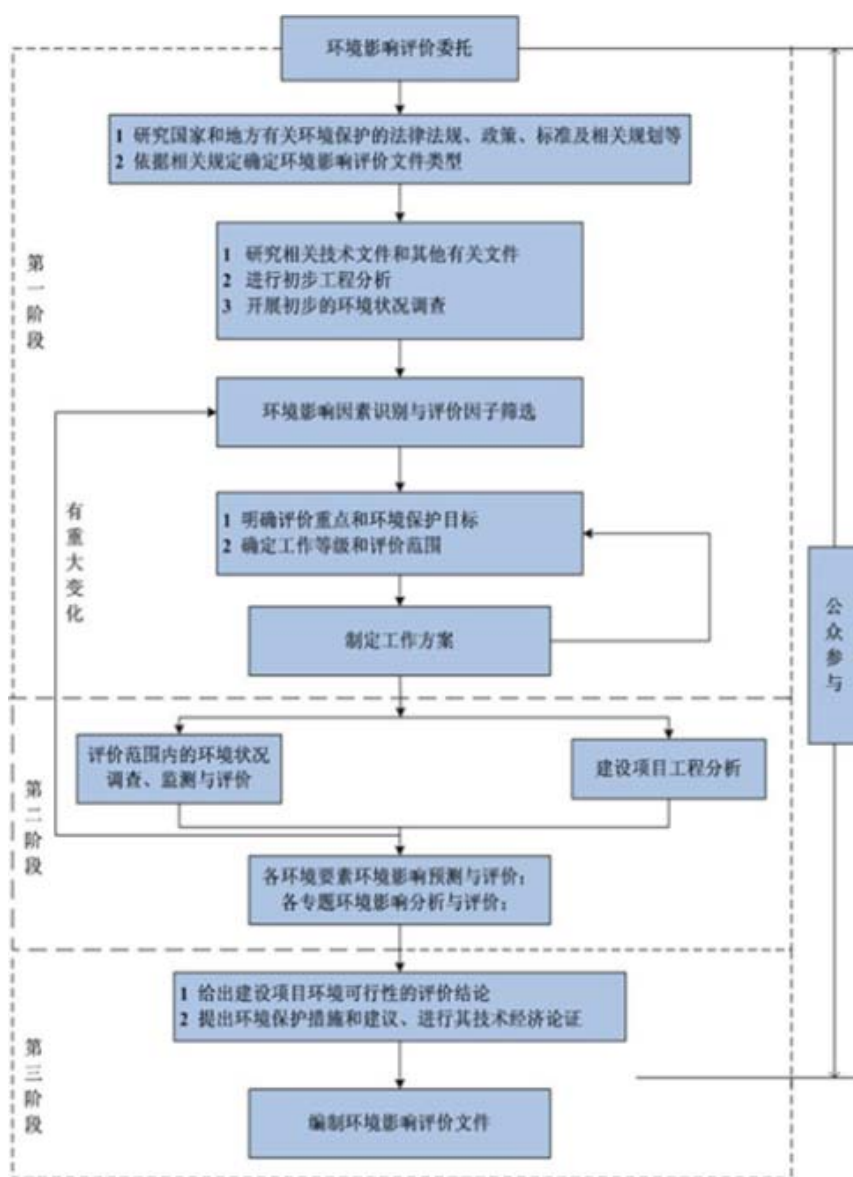 环境影响评价委托
1 研究国家和地方有关环境保护的法律法规、政策、标准及相关规划等
2 依据相关规定确定环境影响评价文件类型
第一阶段
1 研究相关技术文件和其他有关文件
2 进行初步工程分析
3 开展初步的环境状况调查
环境影响因素识别与评价因子筛选
有重大变化
1 明确评价重点和环境保护目标
2 确定工作等级和评价范围
公众参与
制定工作方案
第二阶段
评价范围内的环境状况
调查、监测与评价
建设项目工程分析
各环境要素环境影响预测与评价;
各专题环境影响分析与评价;
第三阶段
1 给出建设项目环境可行性的评价结论
2 提出环境保护措施和建议、进行其技术经济论证
编制环境影响评价文件